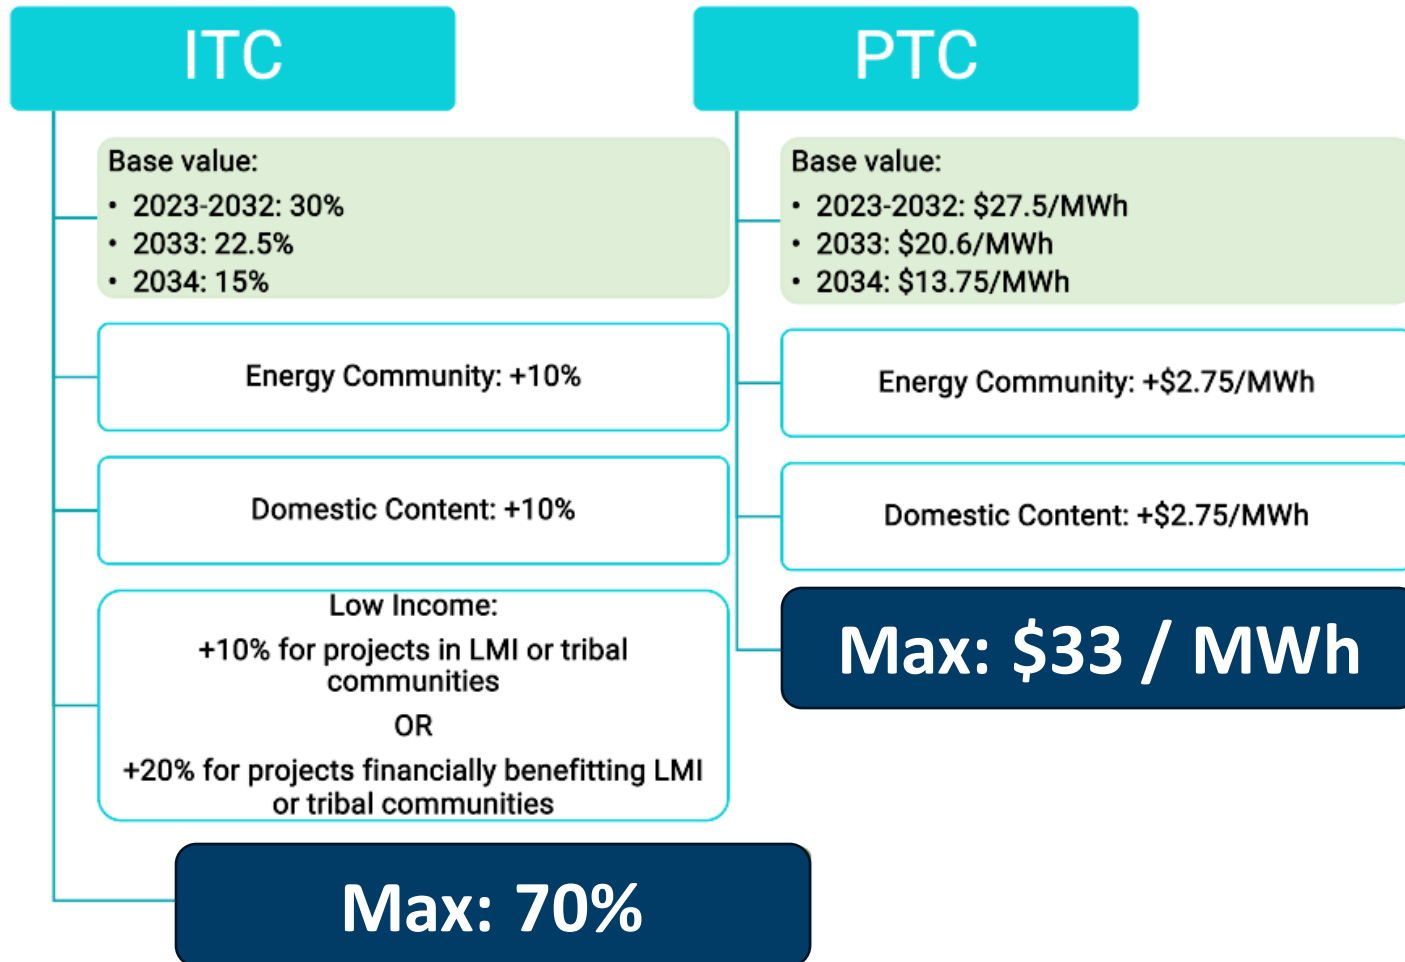 ITC
Base value:
• 2023-2032: 30%
• 2033: 22.5%
• 2034: 15%
Energy Community: +10%
Domestic Content: +10%
Low Income:
+10% for projects in LMI or tribal
communities
OR
+20% for projects financially benefitting LMI
or tribal communities
Max: 70%
PTC
Base value:
• 2023-2032: $27.5/MWh
• 2033: $20.6/MWh
• 2034: $13.75/MWh
Energy Community: +$2.75/MWh
Domestic Content: +$2.75/MWh
Max: $33 / MWh